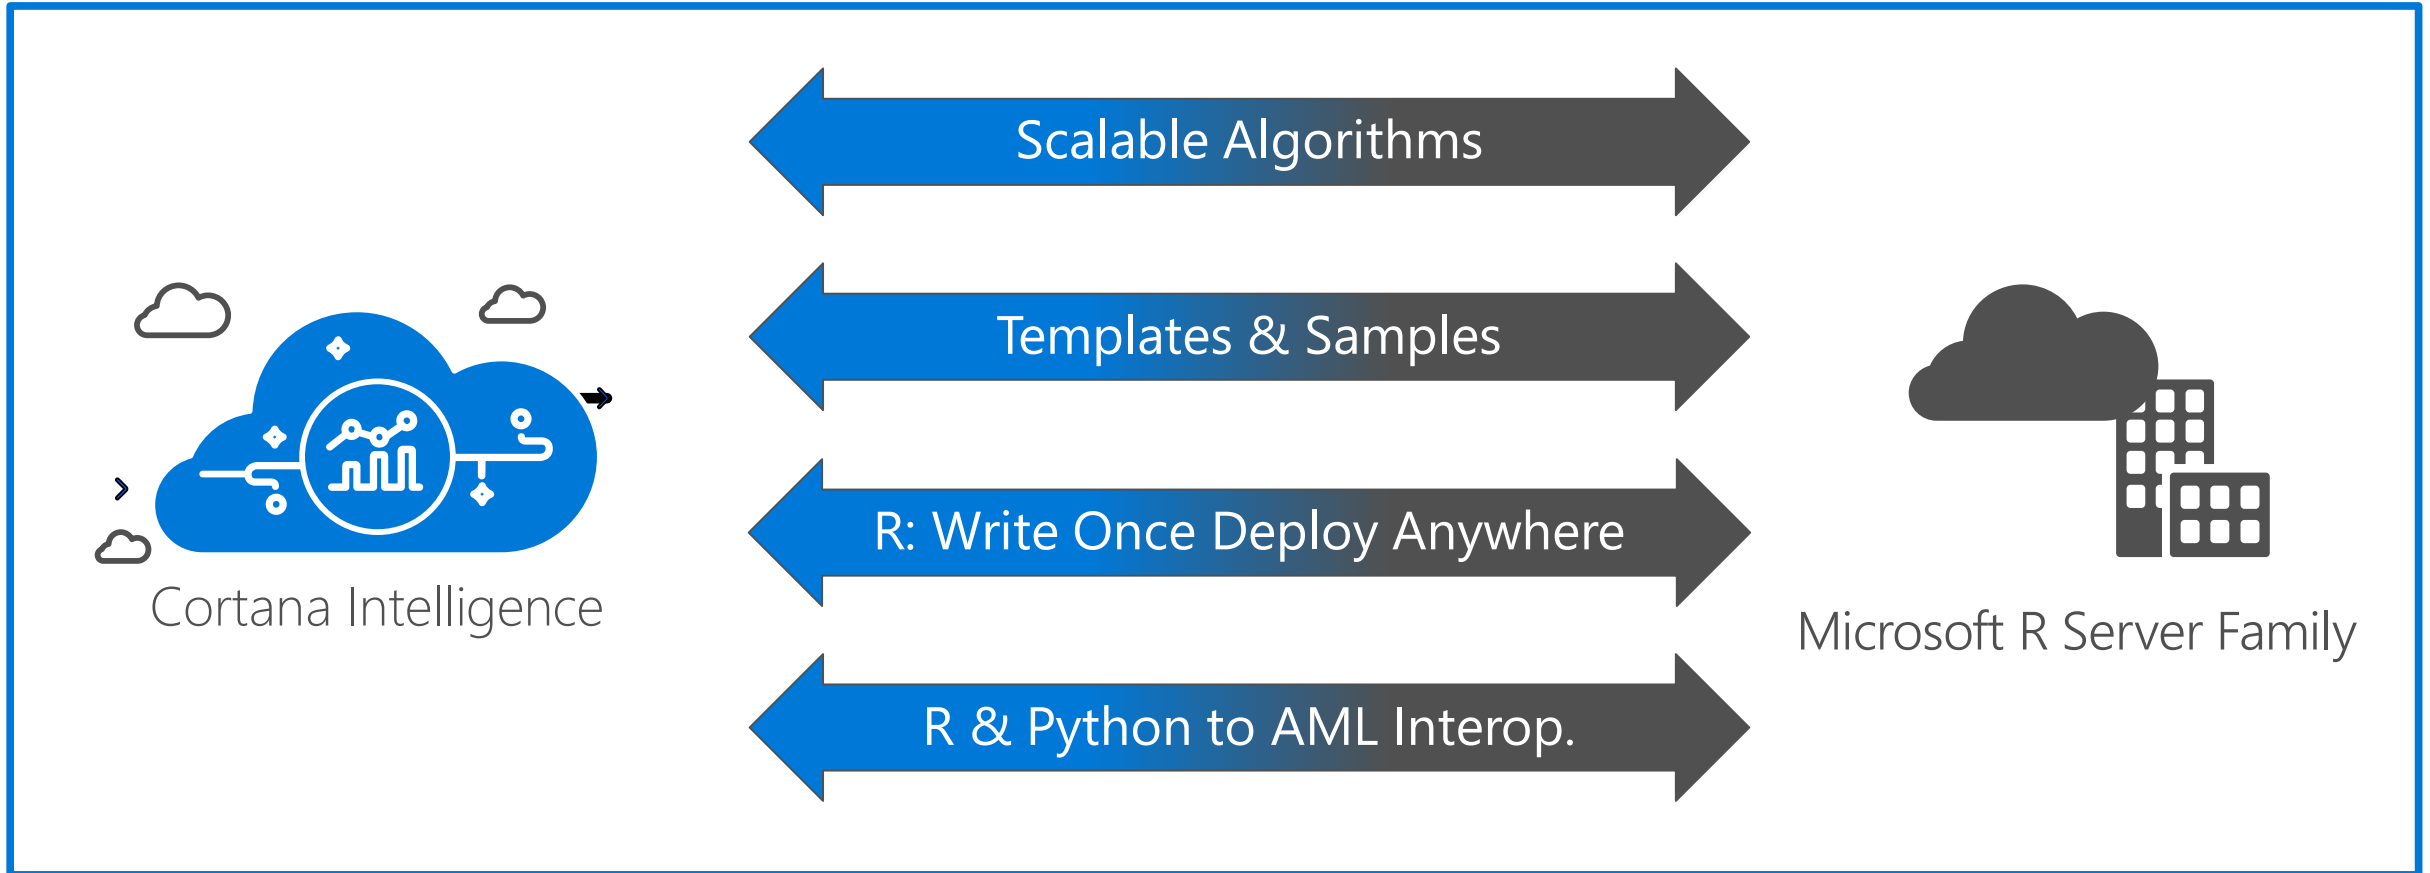 Scalable Algorithms
Templates & Samples
R: Write Once Deploy Anywhere
R & Python to AML Interop.
Cortana Intelligence
Microsoft R Server Family